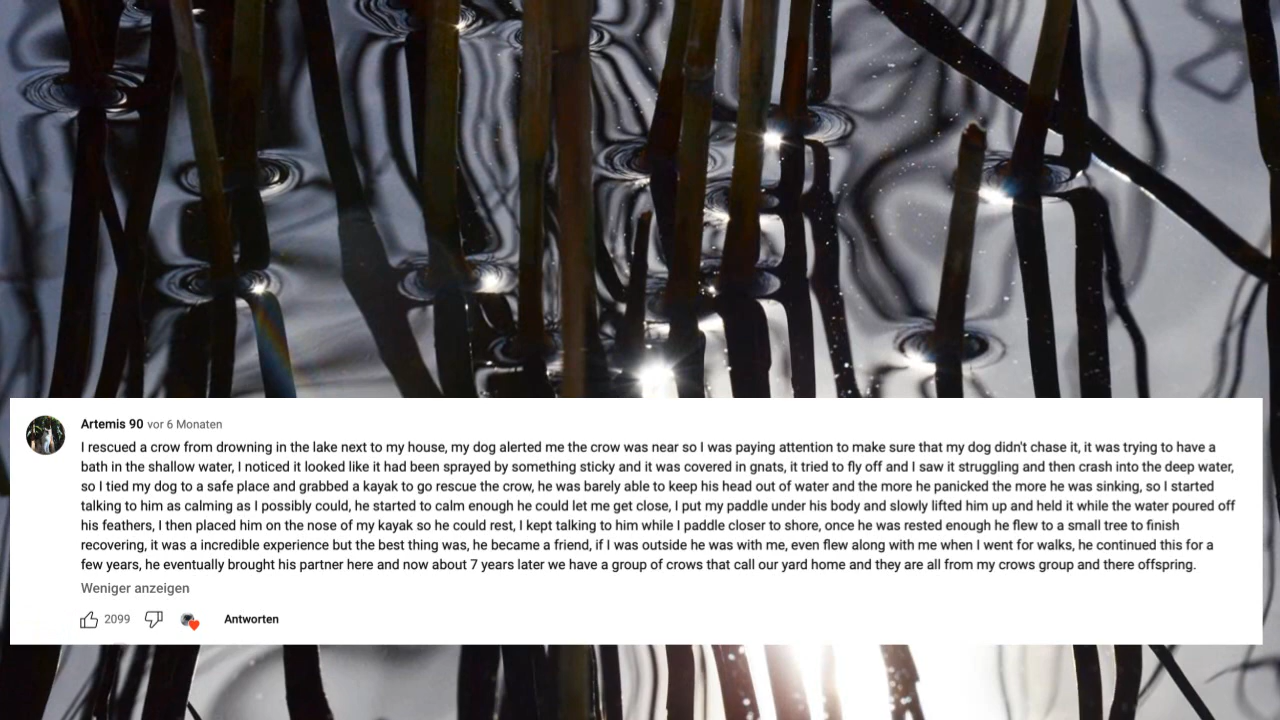 Artemis 90 vor 6 Monaten
I rescued a crow from drowning in the lake next to my house, my dog alerted me the crow was near so I was paying attention to make sure that my dog didn't chase it, it was trying to have a
bath in the shallow water, I noticed it looked like it had been sprayed by something sticky and it was covered in gnats, it tried to fly off and I saw it struggling and then crash into the deep water,
so I tied my dog to a safe place and grabbed a kayak to go rescue the crow, he was barely able to keep his head out of water and the more he panicked the more he was sinking, so I started
talking to him as calming as I possibly could, he started to calm enough he could let me get close, I put my paddle under his body and slowly lifted him up and held it while the water poured off
his feathers, I then placed him on the nose of my kayak so he could rest, I kept talking to him while I paddle closer to shore, once he was rested enough he flew to a small tree to finish
recovering, it was a incredible experience but the best thing was, he became a friend, if I was outside he was with me, even flew along with me when I went for walks, he continued this for a
few years, he eventually brought his partner here and now about 7 years later we have a group of crows that call our yard home and they are all from my crows group and there offspring.
Weniger anzeigen
2099 Antworten